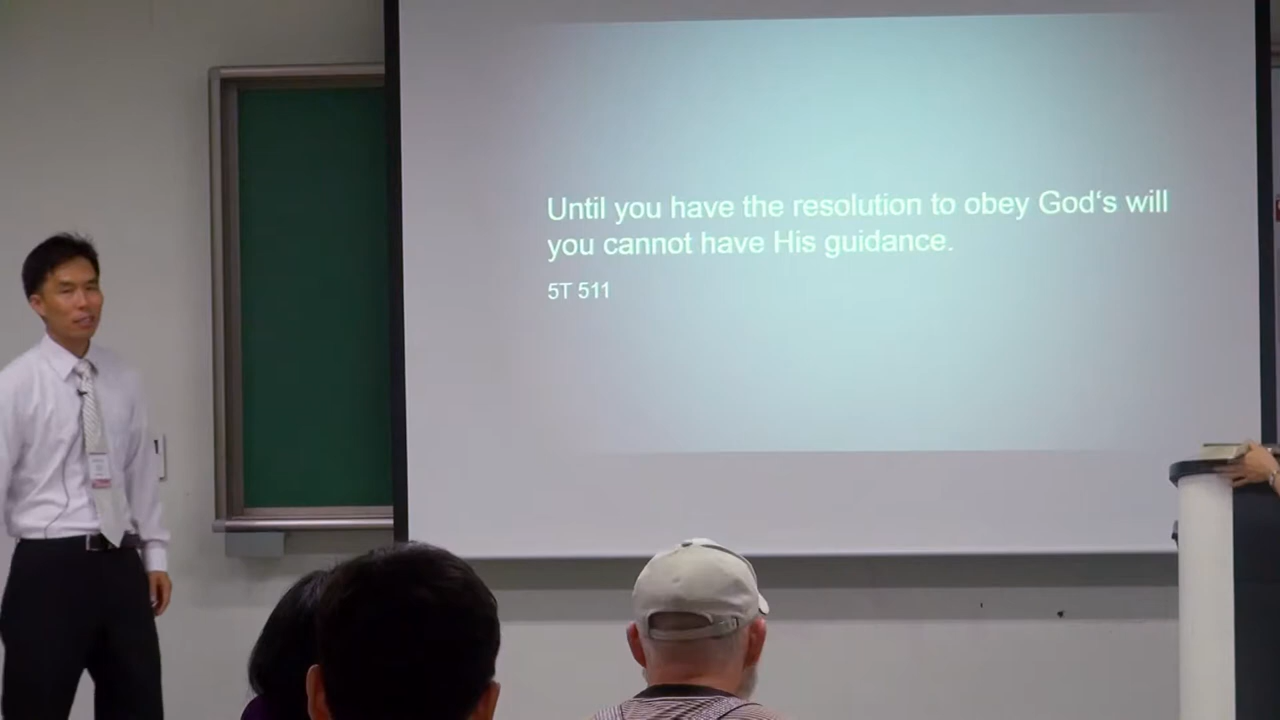 Until you have the resolution to obey God‘s will
you cannot have His guidance.
5T 511